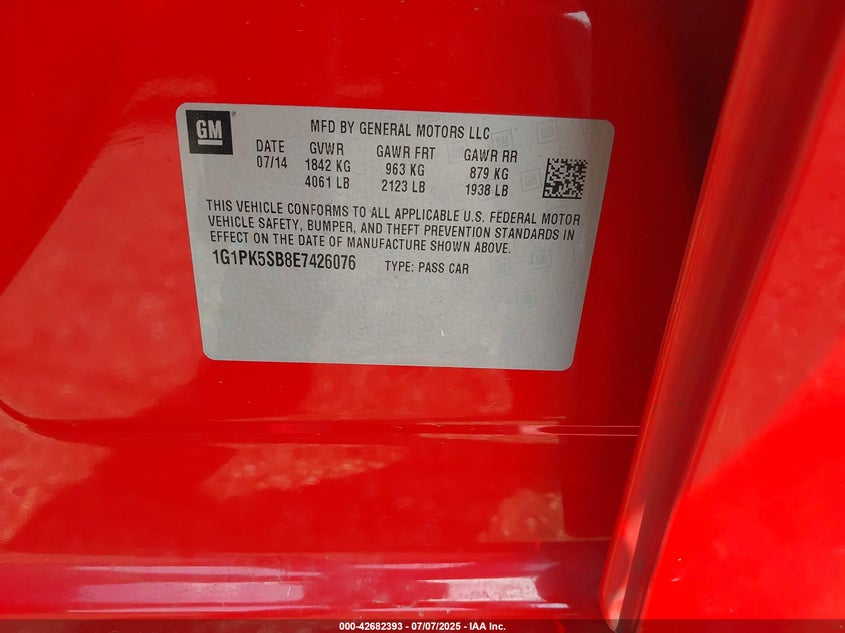 GM
MFD BY GENERAL MOTORS LLC
DATE GVWR GAWR FRT GAWR RR
07/14 1842 KG 963 KG 879 KG
4061 LB 2123 LB 1938 LB
THIS VEHICLE CONFORMS TO ALL APPLICABLE U.S. FEDERAL MOTOR
VEHICLE SAFETY, BUMPER, AND THEFT PREVENTION STANDARDS IN
EFFECT ON THE DATE OF MANUFACTURE SHOWN ABOVE.
1G1PK5SB8E7426076 TYPE: PASS CAR
000-42682393 - 07/07/2025 - IAA Inc.